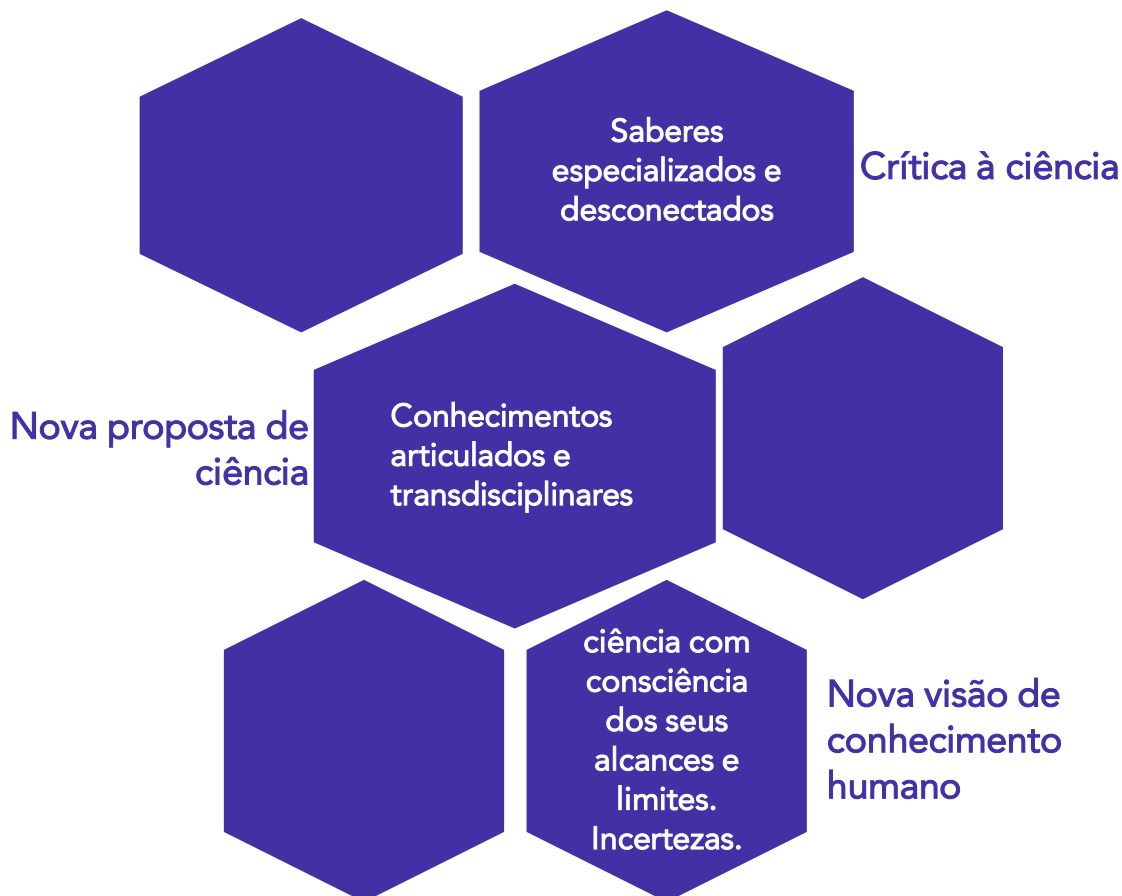 Saberes
especializados e
desconectados
Crítica à ciência
Nova proposta de
ciência
Conhecimentos
articulados e
transdisciplinares
ciência com
consciência
dos seus
alcances e
limites.
Incertezas.
Nova visão de
conhecimento
humano